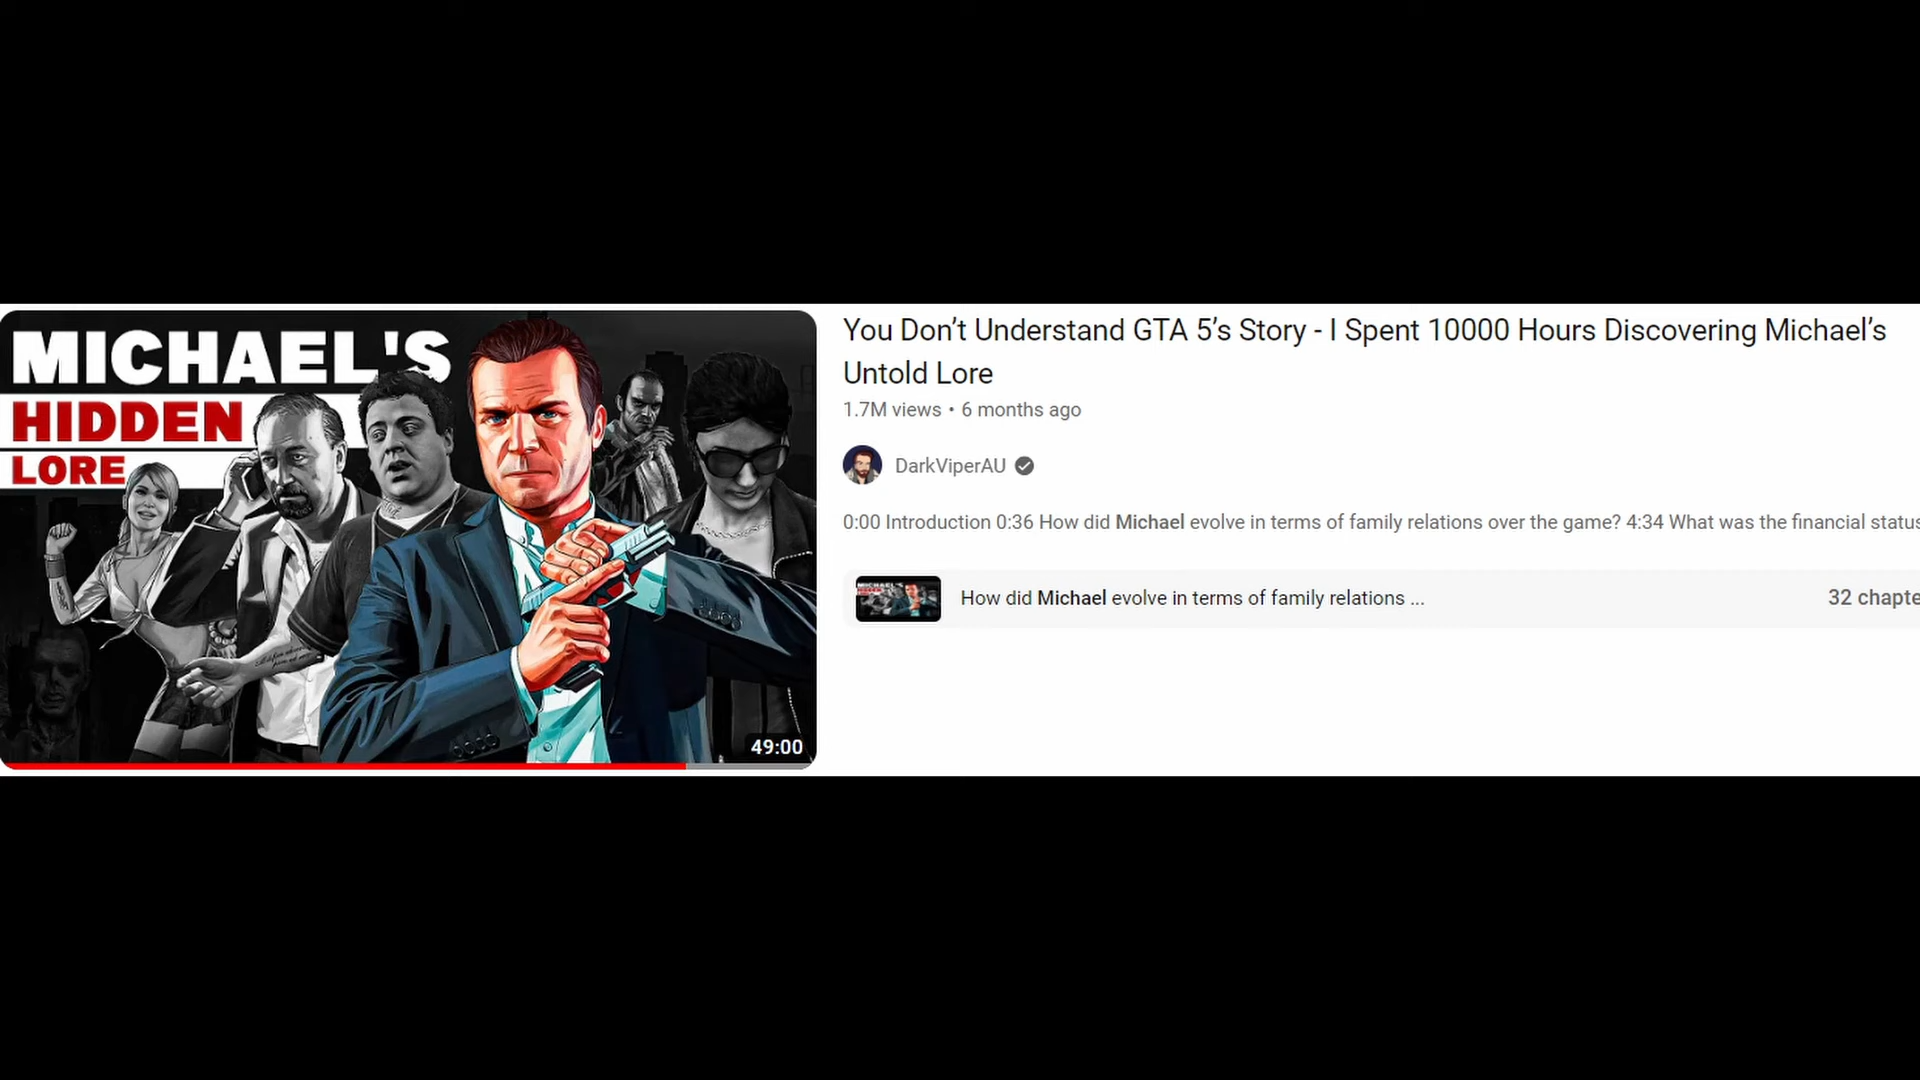 MICHAEL'S
HIDDEN
LORE
49:00
You Don’t Understand GTA 5’s Story - I Spent 10000 Hours Discovering Michael’s
Untold Lore
1.7M views • 6 months ago
DarkViperAU
0:00 Introduction 0:36 How did Michael evolve in terms of family relations over the game? 4:34 What was the financial status
How did Michael evolve in terms of family relations ...
32 chapte